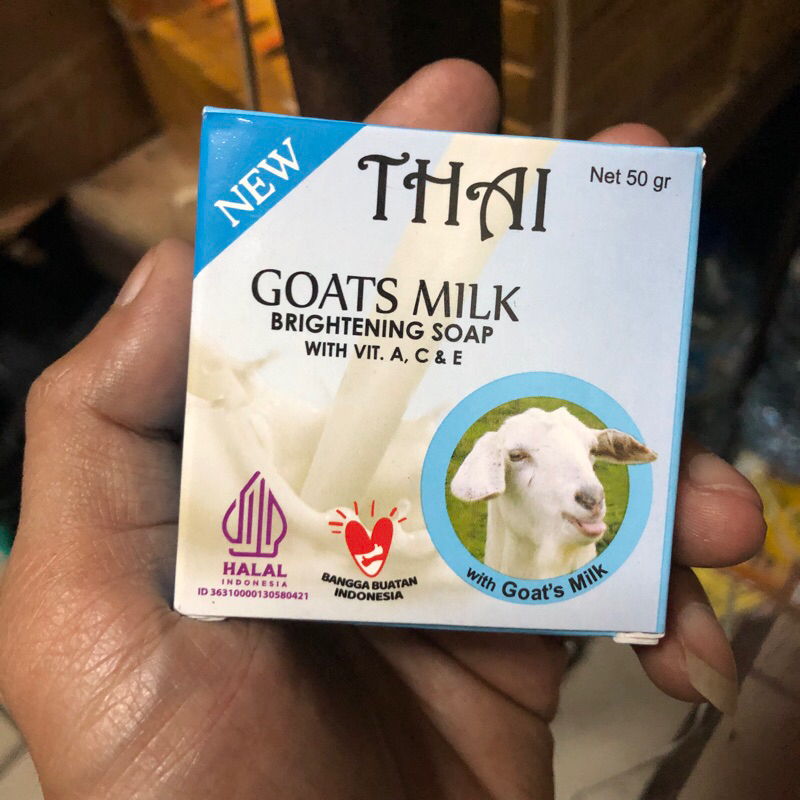 NEW
THAI
Net 50 gr
GOATS MILK
BRIGHTENING SOAP
WITH VIT. A, C & E
with Goat's Milk
HALAL
INDONESIA
ID 36310000130580421
BANGGA BUATAN
INDONESIA